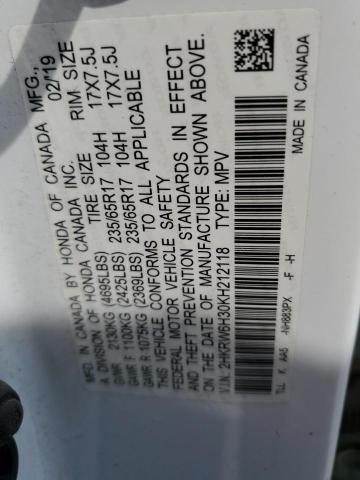 MFD. IN CANADA BY HONDA OF CANADA MFG.,
A DIVISION OF HONDA CANADA INC. 02/19
TIRE SIZE RIM SIZE
GVWR 2130KG (4695LBS)
GAWR F 1100KG (2425LBS) 235/65R17 104H 17X7.5J
GAWR R 1075KG (2369LBS) 235/65R17 104H 17X7.5J
THIS VEHICLE CONFORMS TO ALL APPLICABLE
FEDERAL MOTOR VEHICLE SAFETY
AND THEFT PREVENTION STANDARDS IN EFFECT
ON THE DATE OF MANUFACTURE SHOWN ABOVE.
V.I.N.: 2HKRW6H30KH212118 TYPE: MPV
MADE IN CANADA
TLL K AA5 -NH883PX -F -H